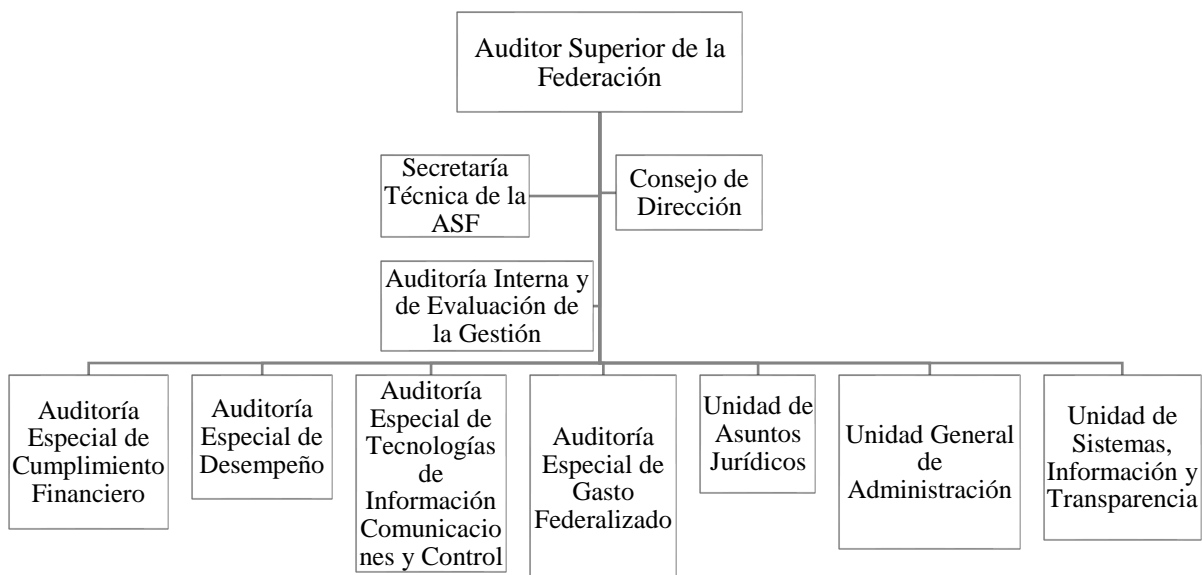 Auditor Superior de la
Federación
Secretaría
Técnica de la
ASF
Consejo de
Dirección
Auditoría Interna y
de Evaluación de
la Gestión
Auditoría
Especial de
Cumplimiento
Financiero
Auditoría
Especial de
Desempeño
Auditoría
Especial de
Tecnologías
de
Información
Comunicacio
nes y Control
Auditoría
Especial de
Gasto
Federalizado
Unidad de
Asuntos
Jurídicos
Unidad General
de
Administración
Unidad de
Sistemas,
Información y
Transparencia